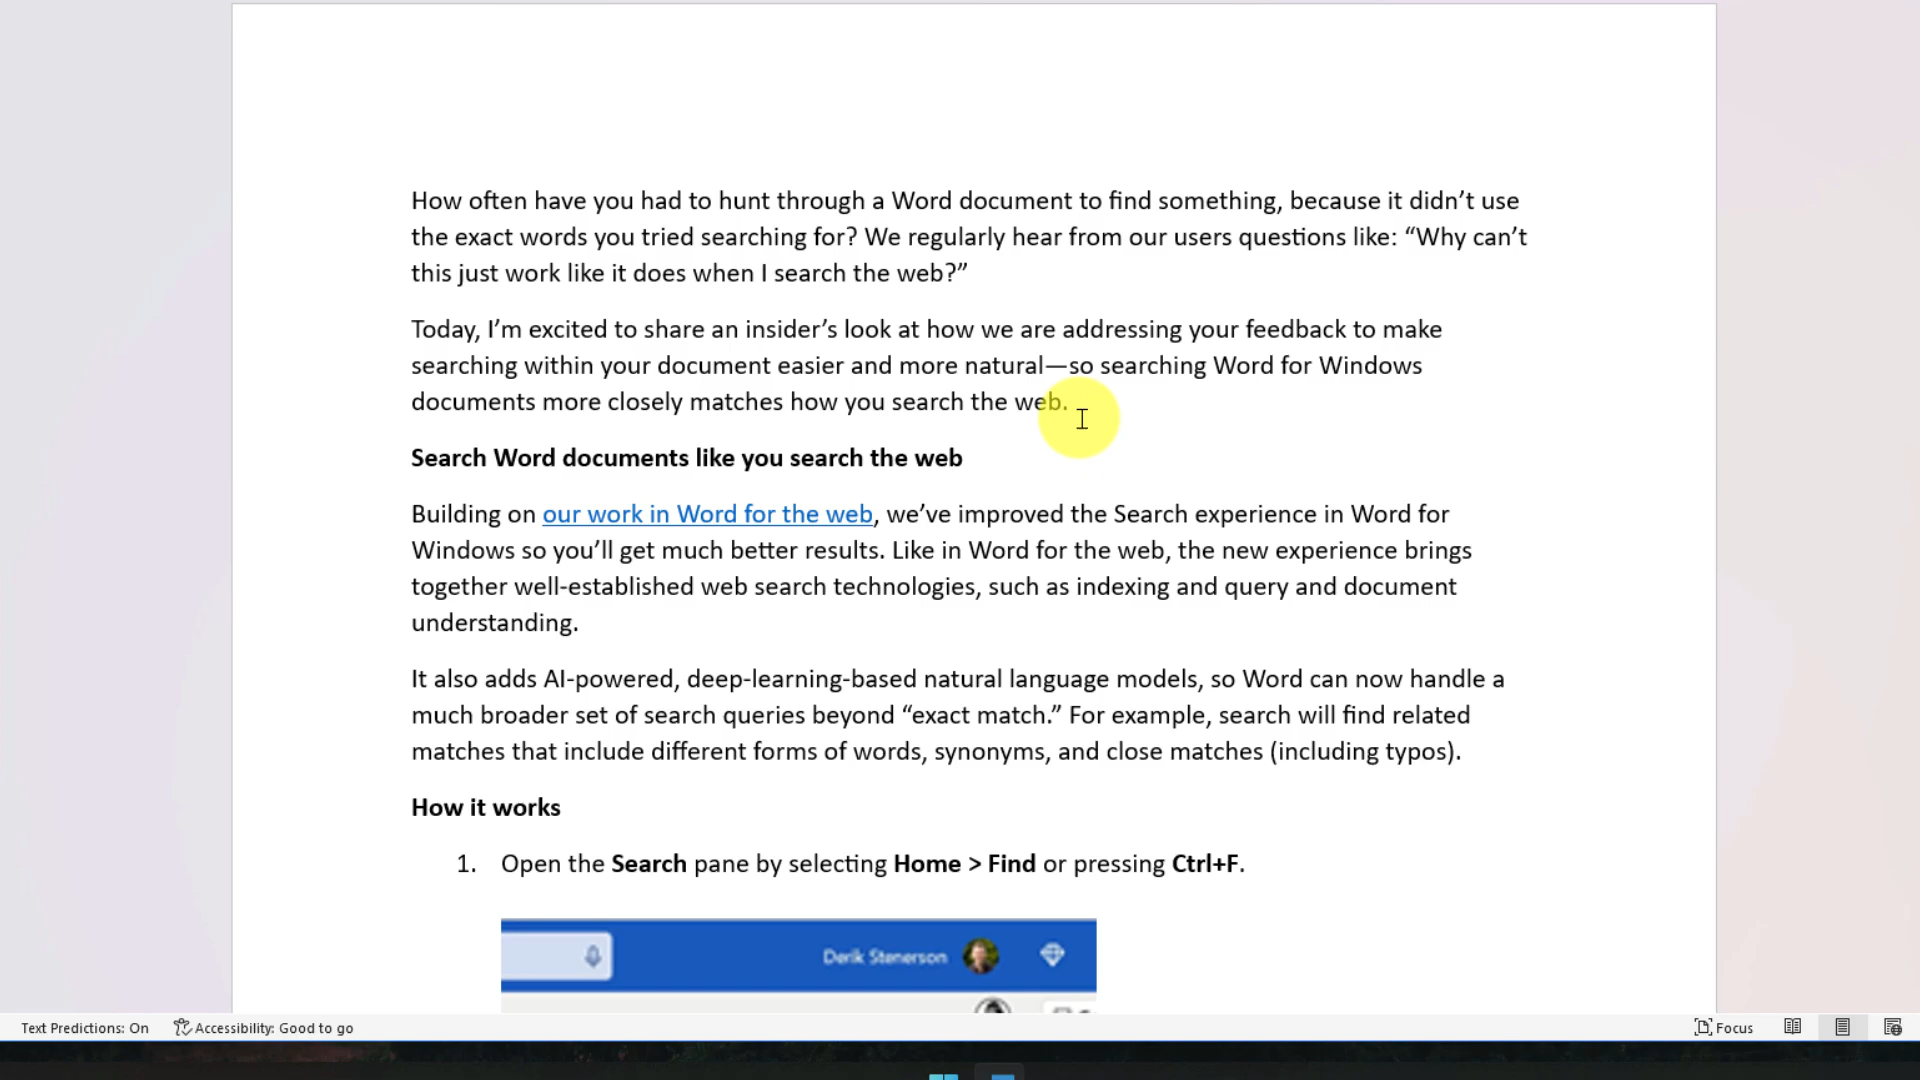 How often have you had to hunt through a Word document to find something, because it didn’t use
the exact words you tried searching for? We regularly hear from our users questions like: “Why can’t
this just work like it does when I search the web?”
Today, I’m excited to share an insider’s look at how we are addressing your feedback to make
searching within your document easier and more natural—so searching Word for Windows
documents more closely matches how you search the web.
Search Word documents like you search the web
Building on our work in Word for the web, we’ve improved the Search experience in Word for
Windows so you’ll get much better results. Like in Word for the web, the new experience brings
together well-established web search technologies, such as indexing and query and document
understanding.
It also adds AI-powered, deep-learning-based natural language models, so Word can now handle a
much broader set of search queries beyond “exact match.” For example, search will find related
matches that include different forms of words, synonyms, and close matches (including typos).
How it works
1. Open the Search pane by selecting Home > Find or pressing Ctrl+F.
Derik Stenerson
Text Predictions: On Accessibility: Good to go Focus